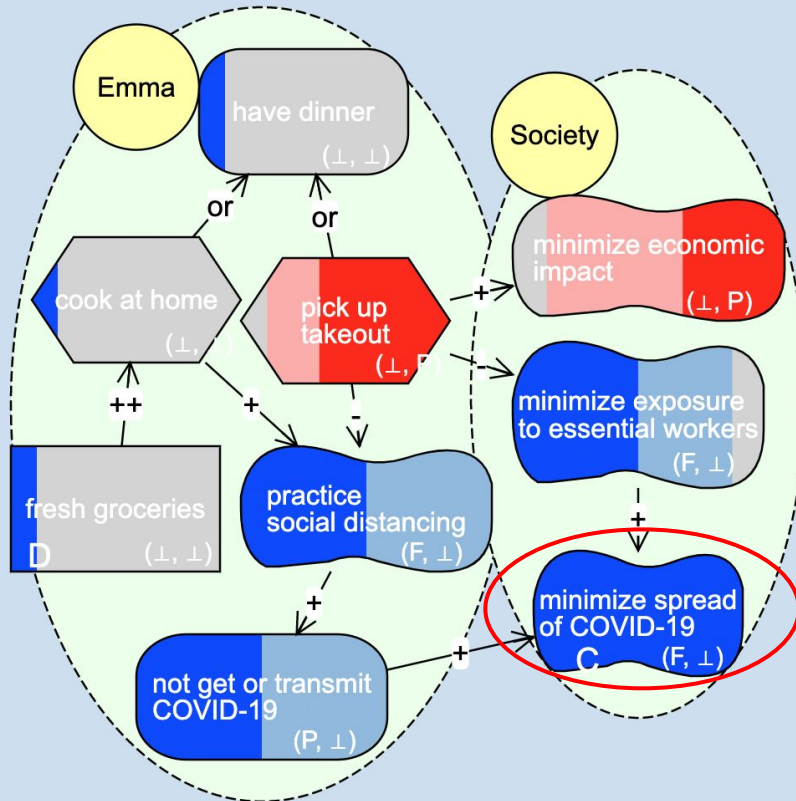 Emma
have dinner
(⊥, ⊥)
Society
or
or
minimize economic
impact
(⊥, P)
cook at home
(⊥, ⊥)
pick up
takeout
(⊥, P)
+
-
minimize exposure
to essential workers
(F, ⊥)
++
+
-
fresh groceries
D
(⊥, ⊥)
practice
social distancing
(F, ⊥)
+
minimize spread
of COVID-19
C
(F, ⊥)
+
+
not get or transmit
COVID-19
(P, ⊥)